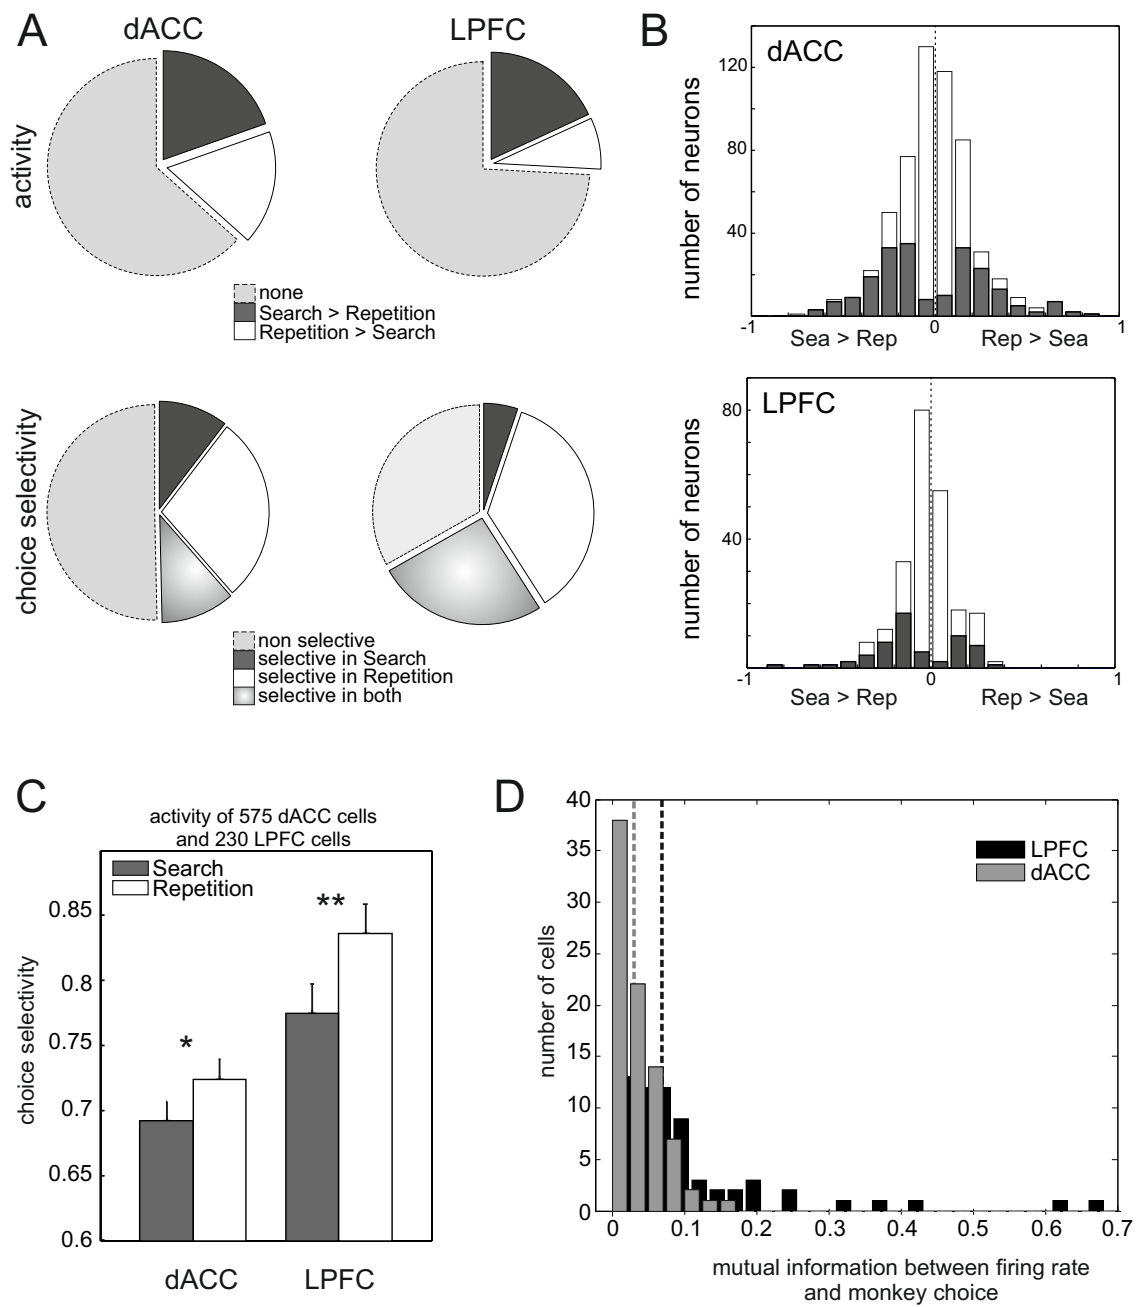 A
dACC
LPFC
activity
none
Search > Repetition
Repetition > Search
choice selectivity
non selective
selective in Search
selective in Repetition
selective in both
B
dACC
number of neurons
120
80
40
-1
0
1
Sea > Rep
Rep > Sea
LPFC
number of neurons
80
40
-1
0
1
Sea > Rep
Rep > Sea
C
activity of 575 dACC cells
and 230 LPFC cells
Search
Repetition
**
*
choice selectivity
0.85
0.8
0.75
0.7
0.65
0.6
dACC
LPFC
D
LPFC
dACC
number of cells
40
35
30
25
20
15
10
5
0
0
0.1
0.2
0.3
0.4
0.5
0.6
0.7
mutual information between firing rate
and monkey choice